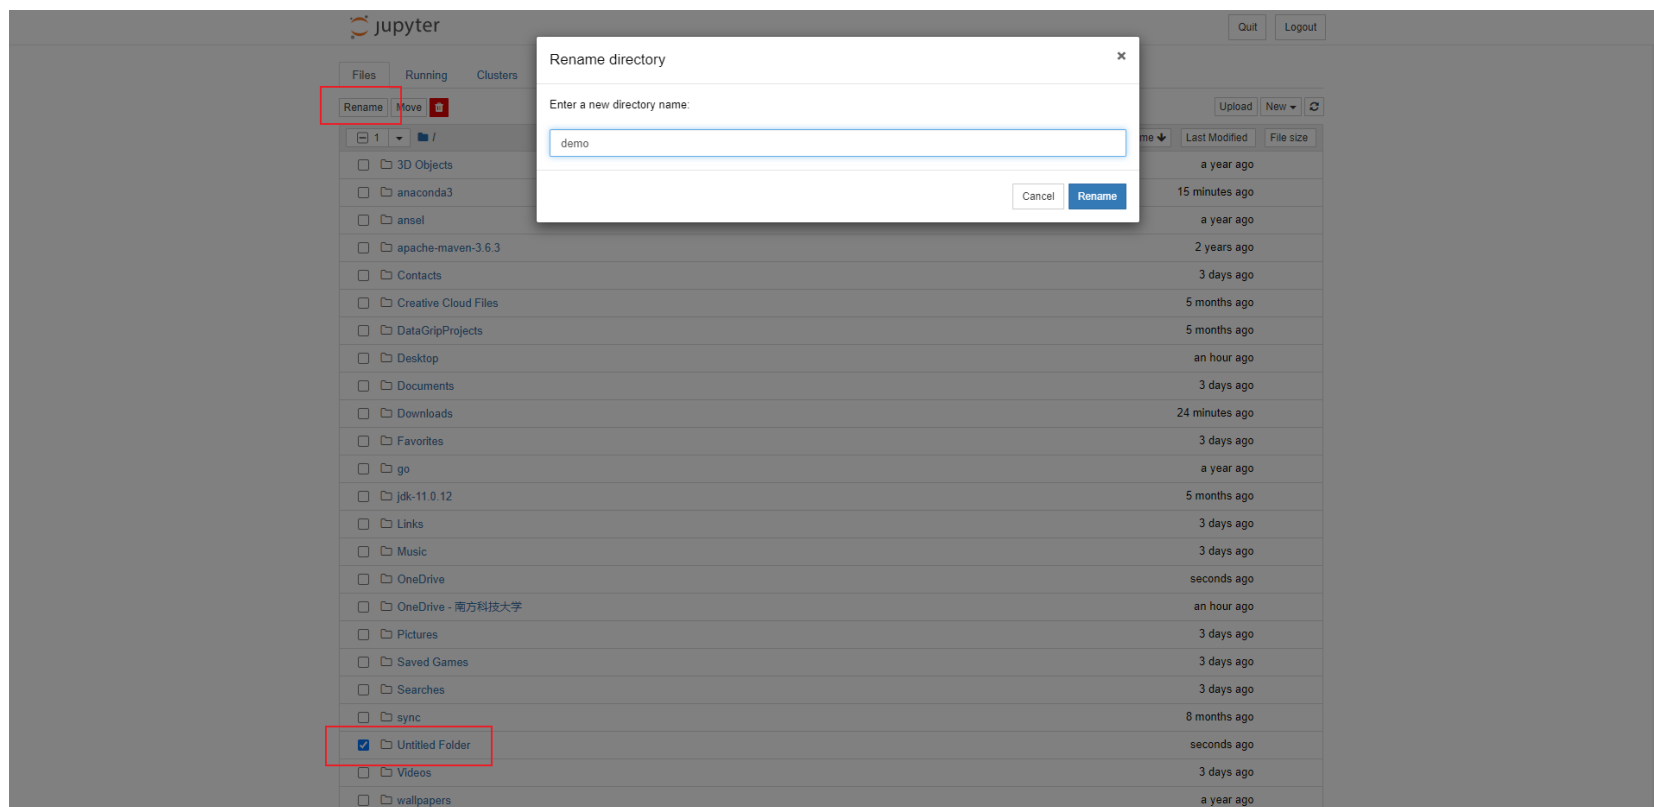 jupyter
Quit Logout
Rename directory ×
Files Running Clusters
Enter a new directory name:
Rename Move Upload New
demo
1 / me Last Modified File size
Cancel Rename
3D Objects a year ago
anaconda3 15 minutes ago
ansel a year ago
apache-maven-3.6.3 2 years ago
Contacts 3 days ago
Creative Cloud Files 5 months ago
DataGripProjects 5 months ago
Desktop an hour ago
Documents 3 days ago
Downloads 24 minutes ago
Favorites 3 days ago
go a year ago
jdk-11.0.12 5 months ago
Links 3 days ago
Music 3 days ago
OneDrive seconds ago
OneDrive - 南方科技大学 an hour ago
Pictures 3 days ago
Saved Games 3 days ago
Searches 3 days ago
sync 8 months ago
Untitled Folder seconds ago
Videos 3 days ago
wallpapers a year ago